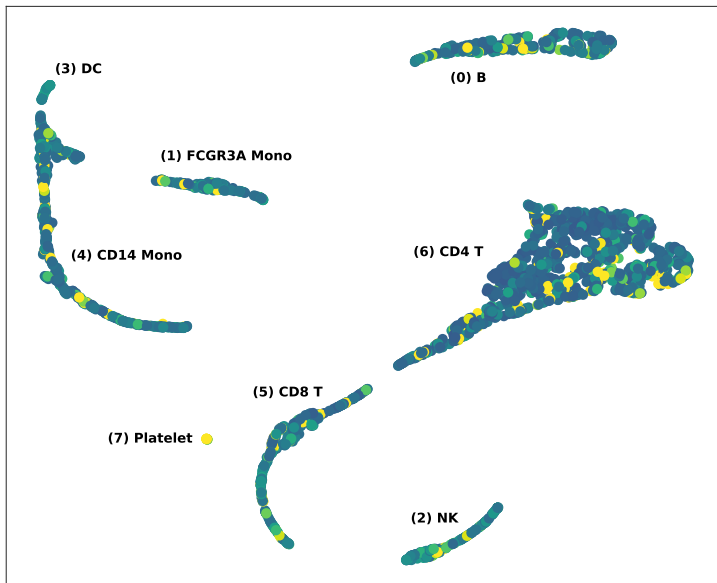 (3) DC
(0) B
(1) FCGR3A Mono
(4) CD14 Mono
(6) CD4 T
(5) CD8 T
(7) Platelet
(2) NK